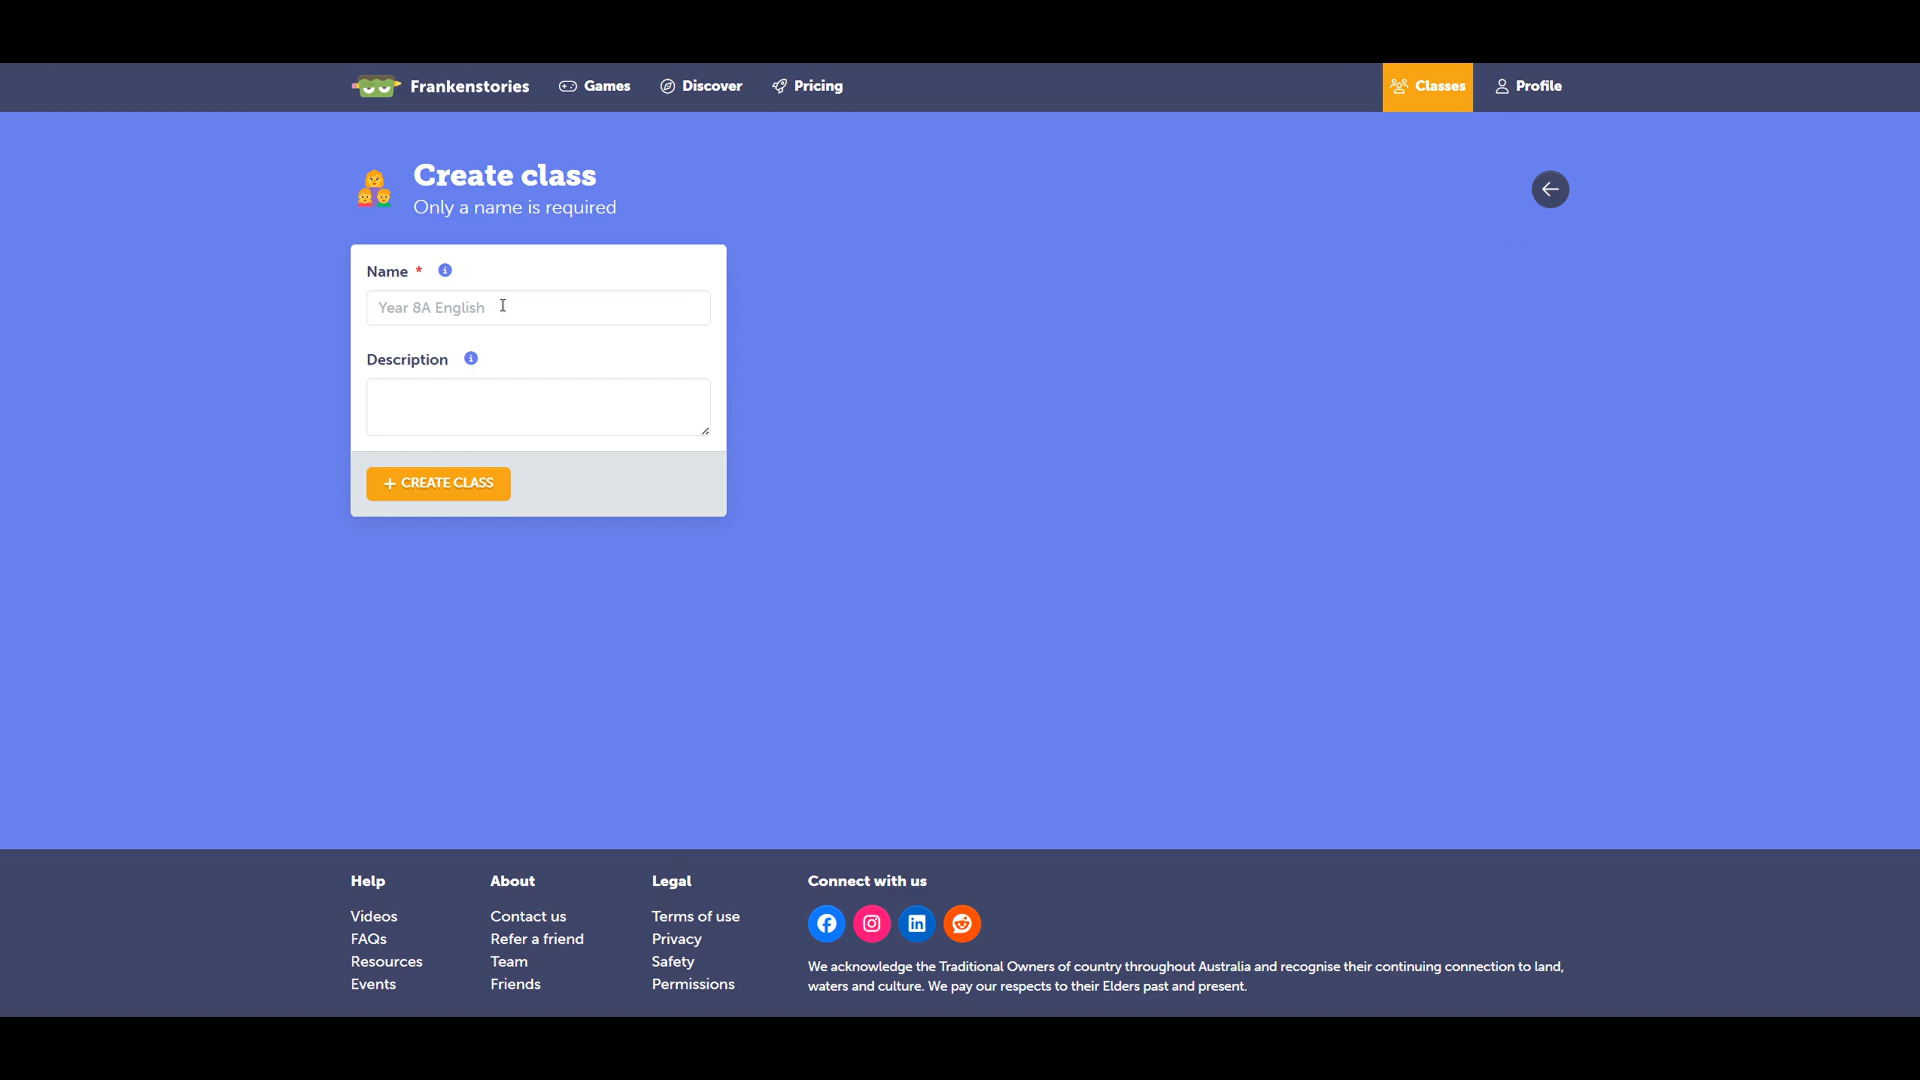 Frankenstories Games Discover Pricing Classes Profile
Create class
Only a name is required
Name *
Year 8A English
Description
+ CREATE CLASS
Help
Videos
FAQs
Resources
Events
About
Contact us
Refer a friend
Team
Friends
Legal
Terms of use
Privacy
Safety
Permissions
Connect with us
We acknowledge the Traditional Owners of country throughout Australia and recognise their continuing connection to land,
waters and culture. We pay our respects to their Elders past and present.